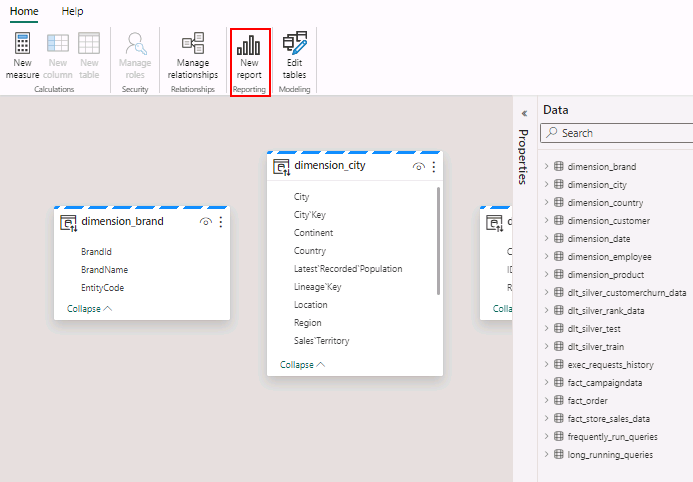 Home Help
New measure
New column
New table
Manage roles
Manage relationships
New report
Edit tables
Calculations
Security
Relationships
Reporting
Modeling
dimension_brand
BrandId
BrandName
EntityCode
Collapse
dimension_city
City
City`Key
Continent
Country
Latest`Recorded`Population
Lineage`Key
Location
Region
Sales`Territory
Collapse
Properties
Data
Search
dimension_brand
dimension_city
dimension_country
dimension_customer
dimension_date
dimension_employee
dimension_product
dlt_silver_customerchurn_data
dlt_silver_rank_data
dlt_silver_test
dlt_silver_train
exec_requests_history
fact_campaigndata
fact_order
fact_store_sales_data
frequently_run_queries
long_running_queries